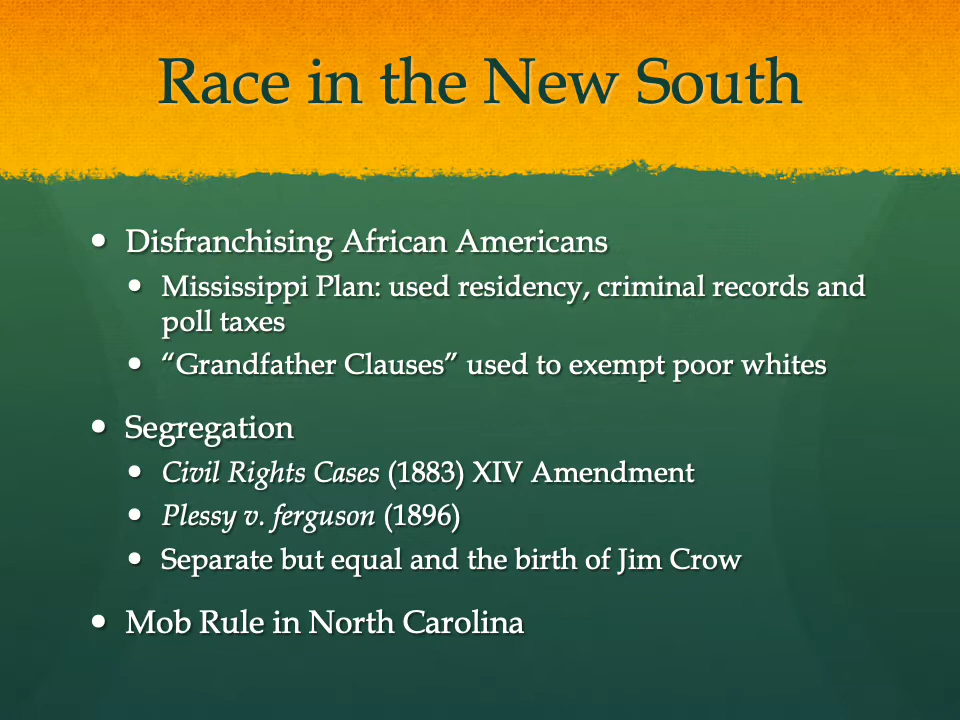 Race in the New South
• Disfranchising African Americans
• Mississippi Plan: used residency, criminal records and
poll taxes
• “Grandfather Clauses” used to exempt poor whites
• Segregation
• Civil Rights Cases (1883) XIV Amendment
• Plessy v. ferguson (1896)
• Separate but equal and the birth of Jim Crow
• Mob Rule in North Carolina